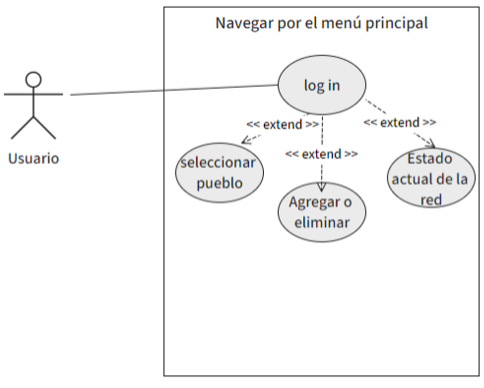 Navegar por el menú principal
log in
<< extend >>
<< extend >>
<< extend >>
Usuario
seleccionar
pueblo
Estado
actual de la
red
Agregar o
eliminar